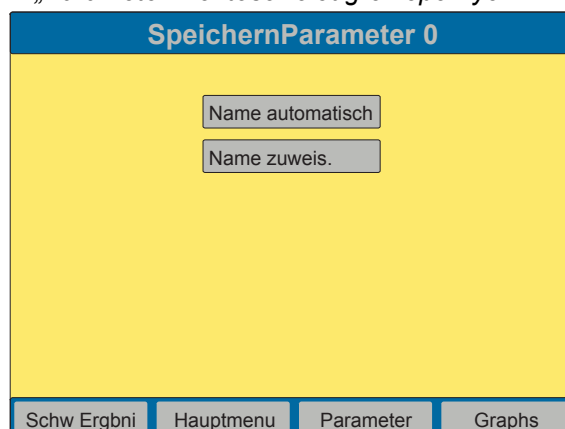 SpeichernParameter 0
Name automatisch
Name zuweis.
Schw Ergbni Hauptmenu Parameter Graphs